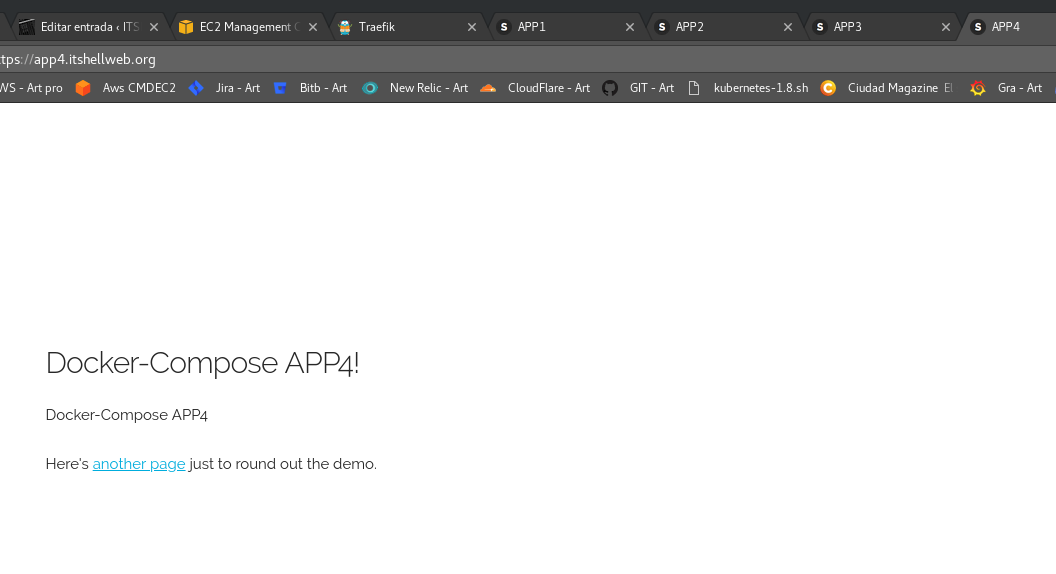 Editar entrada ‹ ITS
EC2 Management C
Traefik
S APP1
S APP2
S APP3
S APP4
ttps://app4.itshellweb.org
WS - Art pro
Aws CMDEC2
Jira - Art
Bitb - Art
New Relic - Art
CloudFlare - Art
GIT - Art
kubernetes-1.8.sh
Ciudad Magazine El
Gra - Art
Docker-Compose APP4!
Docker-Compose APP4
Here's another page just to round out the demo.